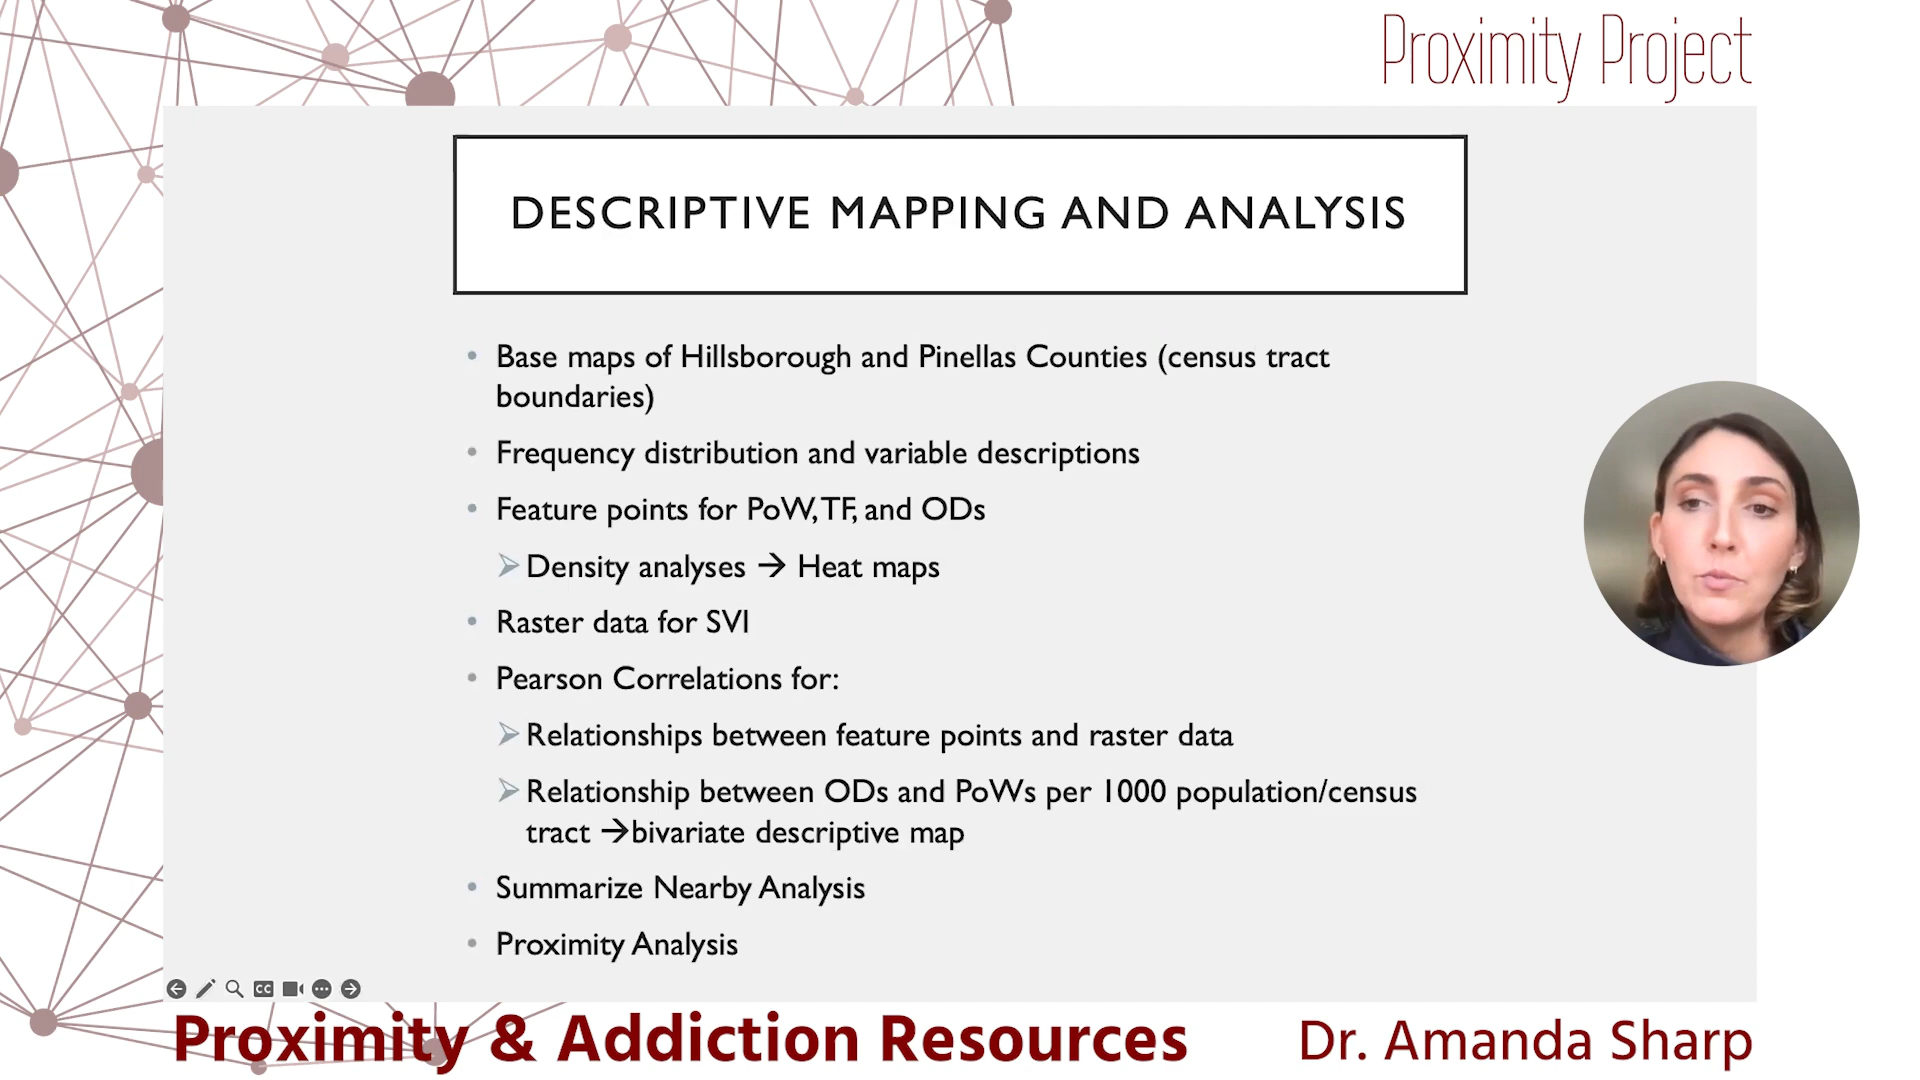 Proximity Project
DESCRIPTIVE MAPPING AND ANALYSIS
• Base maps of Hillsborough and Pinellas Counties (census tract
boundaries)
• Frequency distribution and variable descriptions
• Feature points for PoW, TF, and ODs
➢ Density analyses → Heat maps
• Raster data for SVI
• Pearson Correlations for:
➢ Relationships between feature points and raster data
➢ Relationship between ODs and PoWs per 1000 population/census
tract →bivariate descriptive map
• Summarize Nearby Analysis
• Proximity Analysis
CC
Proximity & Addiction Resources
Dr. Amanda Sharp